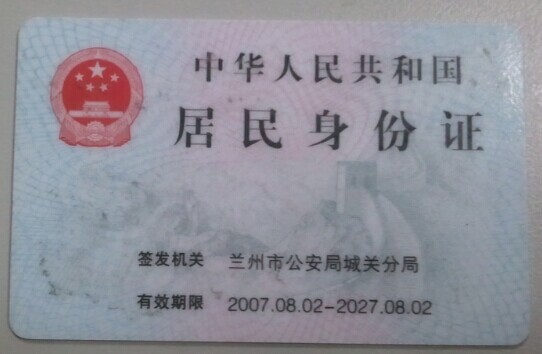 中华人民共和国
居民身份证
签发机关 兰州市公安局城关分局
有效期限 2007.08.02-2027.08.02